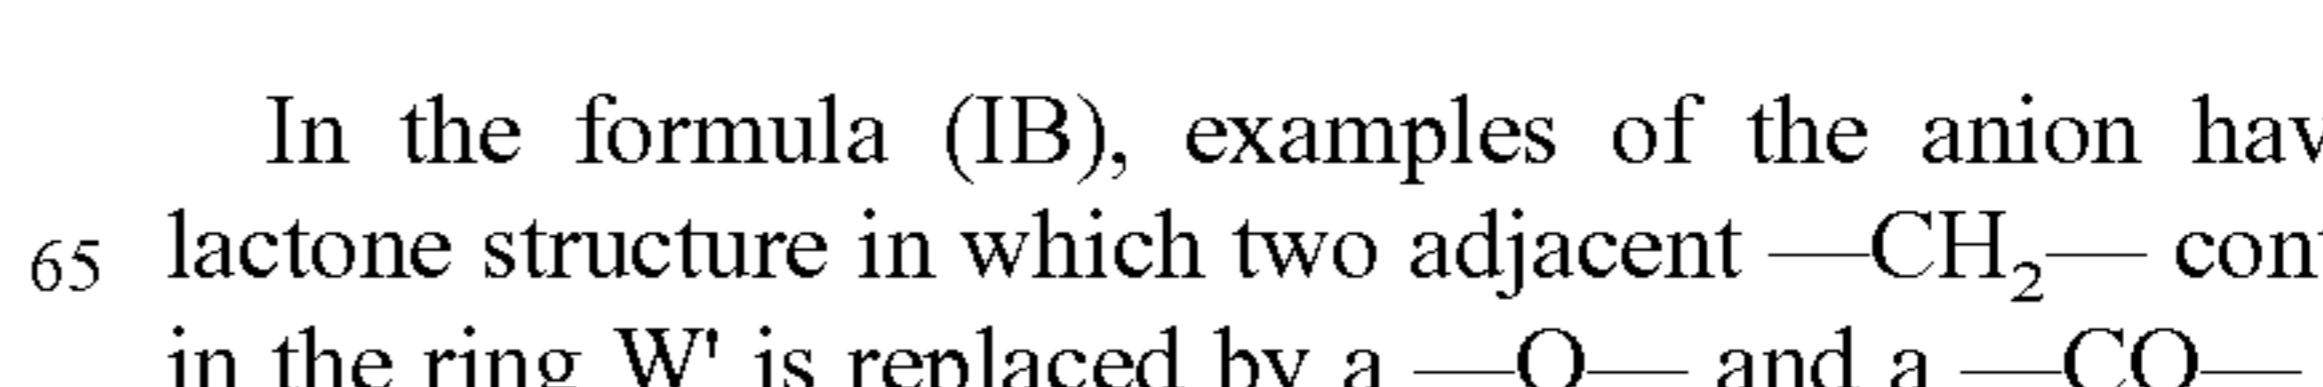 In the formula (IB), examples of the anion hav
65 lactone structure in which two adjacent —CH₂— con
in the ring W' is replaced by a —O— and a —CO—